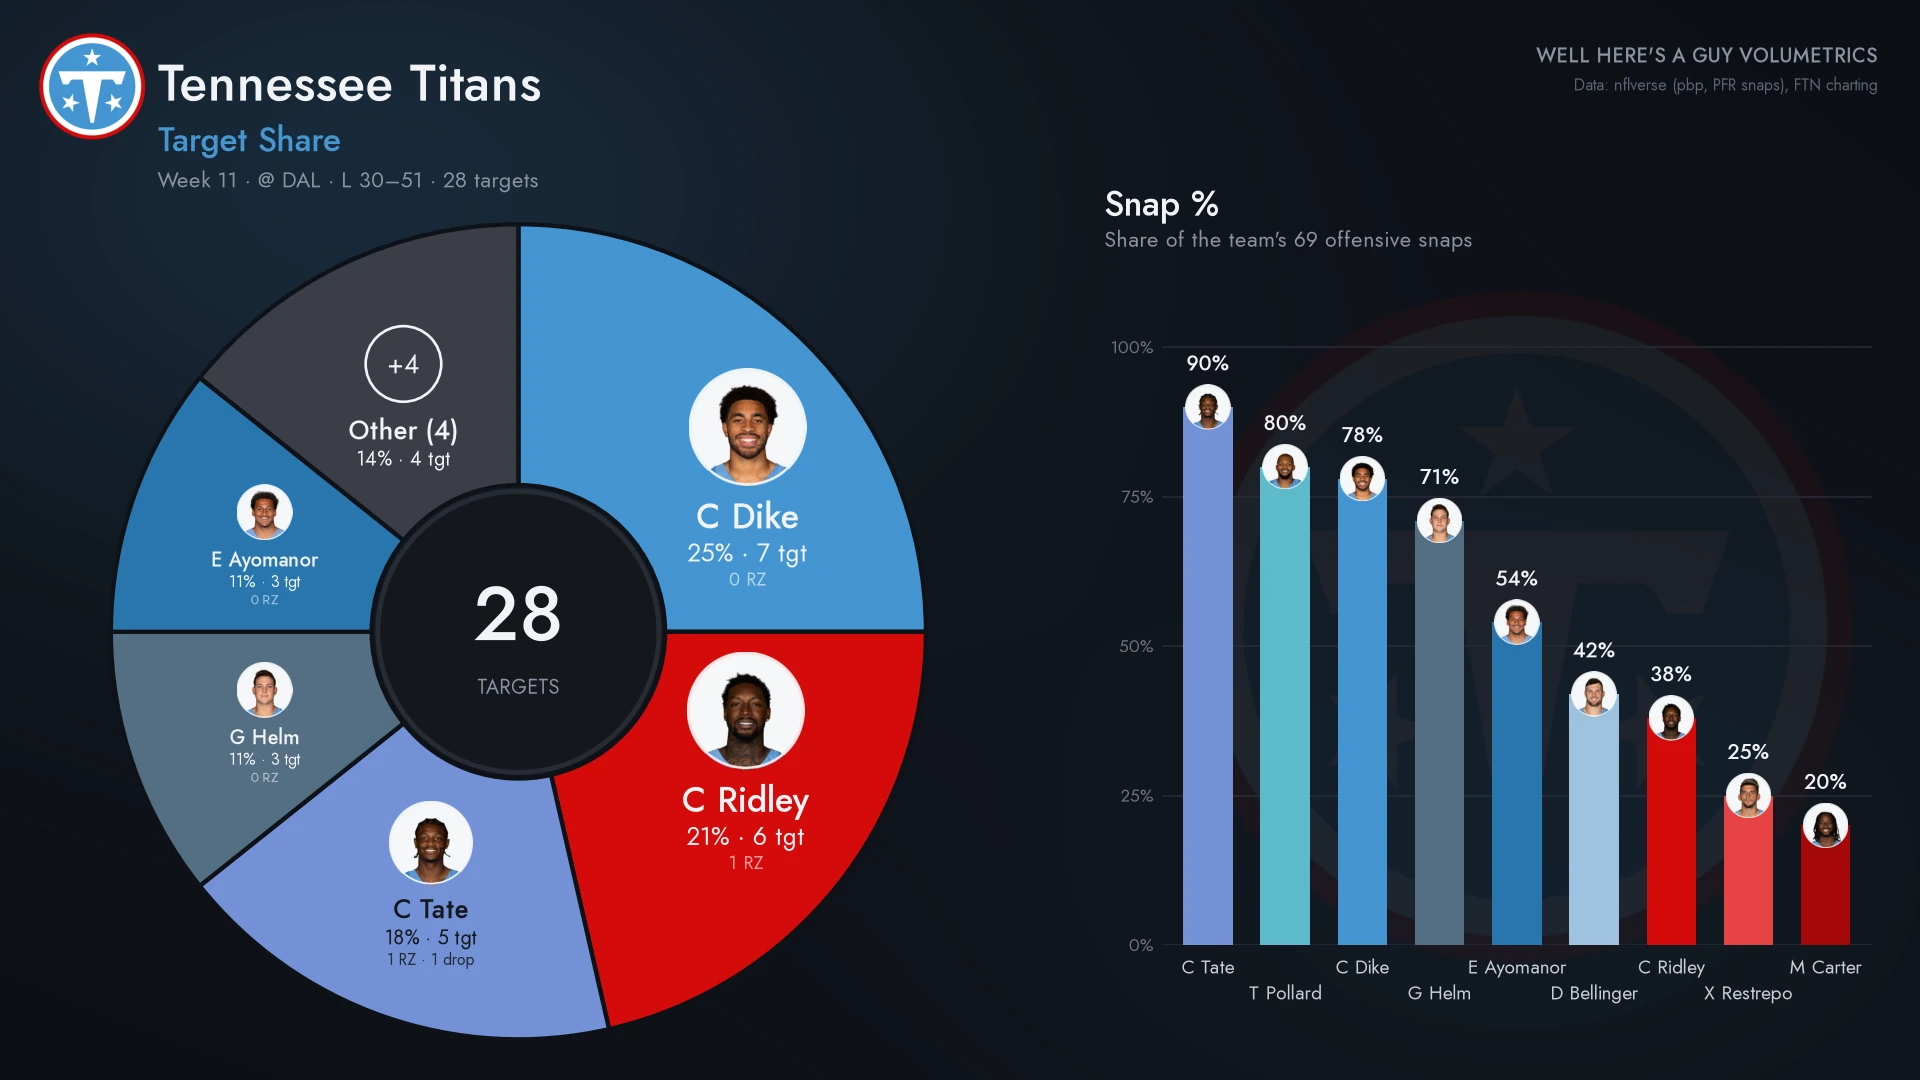 Tennessee Titans
Target Share
Week 11 · @ DAL · L 30–51 · 28 targets
WELL HERE'S A GUY VOLUMETRICS
Data: nflverse (pbp, PFR snaps), FTN charting
+4
Other (4)
14% · 4 tgt
C Dike
25% · 7 tgt
0 RZ
E Ayomanor
11% · 3 tgt
0 RZ
28
TARGETS
G Helm
11% · 3 tgt
0 RZ
C Ridley
21% · 6 tgt
1 RZ
C Tate
18% · 5 tgt
1 RZ · 1 drop
Snap %
Share of the team's 69 offensive snaps
100%
75%
50%
25%
0%
90%
80%
78%
71%
54%
42%
38%
25%
20%
C Tate
T Pollard
C Dike
G Helm
E Ayomanor
D Bellinger
C Ridley
X Restrepo
M Carter